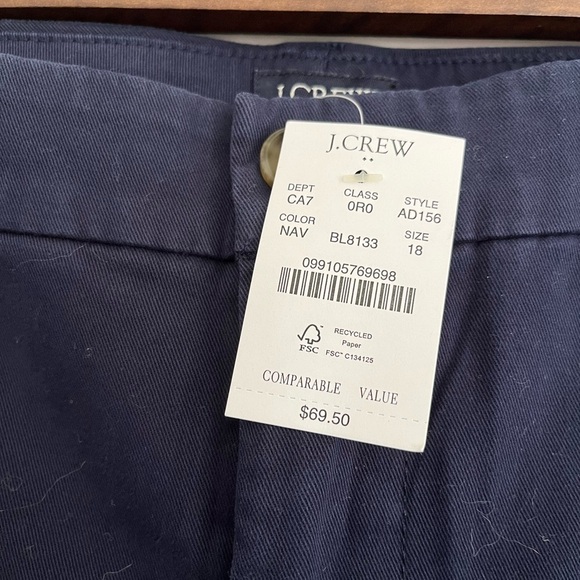 J.CREW
J.CREW
DEPT CLASS STYLE
CA7 0R0 AD156
COLOR SIZE
NAV BL8133 18
099105769698
RECYCLED
Paper
FSC FSC® C134125
COMPARABLE VALUE
$69.50